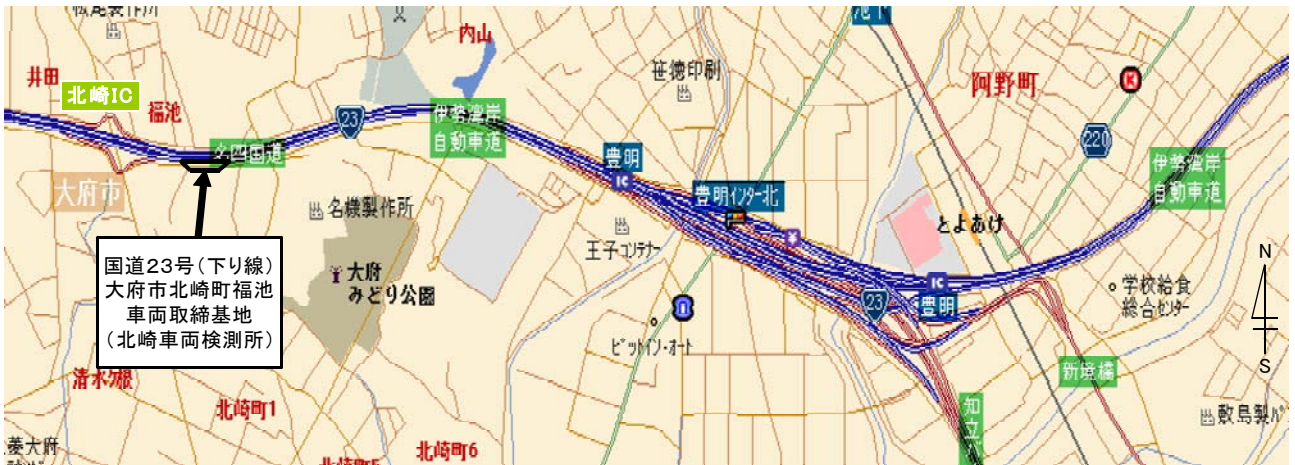 内山
池下
井田
北崎IC
福池
23
伊勢湾岸
自動車道
名四国道
大府市
笹徳印刷
阿野町
K
220
伊勢湾岸
自動車道
豊明
IC
豊明インター北
名機製作所
王子コンテナー
とよあけ
国道23号(下り線)
大府市北崎町福池
車両取締基地
(北崎車両検測所)
大府
みどり公園
ピットイン・オート
23
IC
豊明
学校給食
総合センター
N
S
新境橋
清水ケ根
北崎町1
北崎町6
知立
敷島製パ